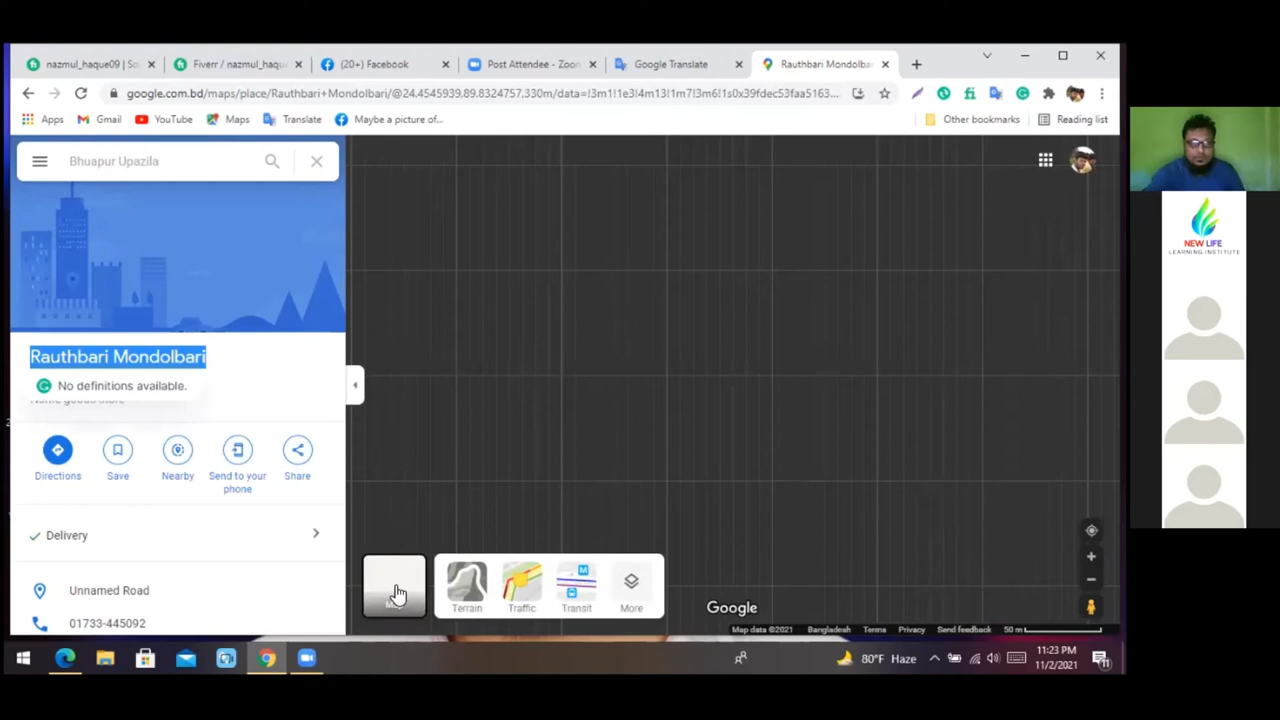 nazmul_haque09 | So
Fiverr / nazmul_haqu
(20+) Facebook
Post Attendee - Zoom
Google Translate
Rauthbari Mondolbar
google.com.bd/maps/place/Rauthbari+Mondolbari/@24.4545939,89.8324757,330m/data=!3m1!1e3!4m13!1m7!3m6!1s0x39fdec53faa5163...
Apps
Gmail
YouTube
Maps
Translate
Maybe a picture of...
Other bookmarks
Reading list
Bhuapur Upazila
Rauthbari Mondolbari
No definitions available.
Directions
Save
Nearby
Send to your
phone
Share
Delivery
Unnamed Road
01733-445092
Terrain
Traffic
M
Transit
More
Google
Map data ©2021
Bangladesh
Terms
Privacy
Send feedback
50 m
80°F Haze
11:23 PM
11/2/2021
11
NEW LIFE
LEARNING INSTITUTE